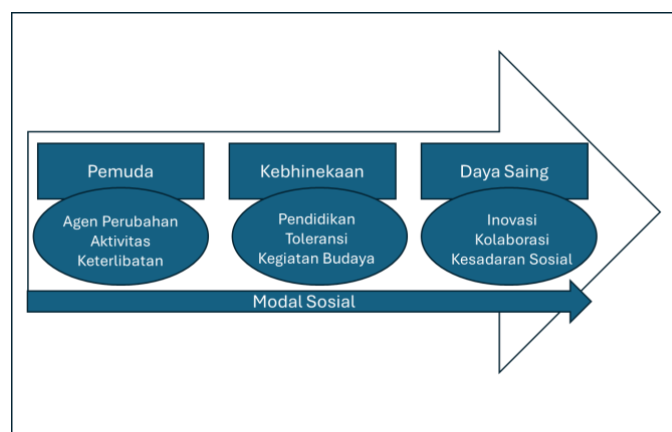 Pemuda
Agen Perubahan
Aktivitas
Keterlibatan
Kebhinekaan
Pendidikan
Toleransi
Kegiatan Budaya
Daya Saing
Inovasi
Kolaborasi
Kesadaran Sosial
Modal Sosial